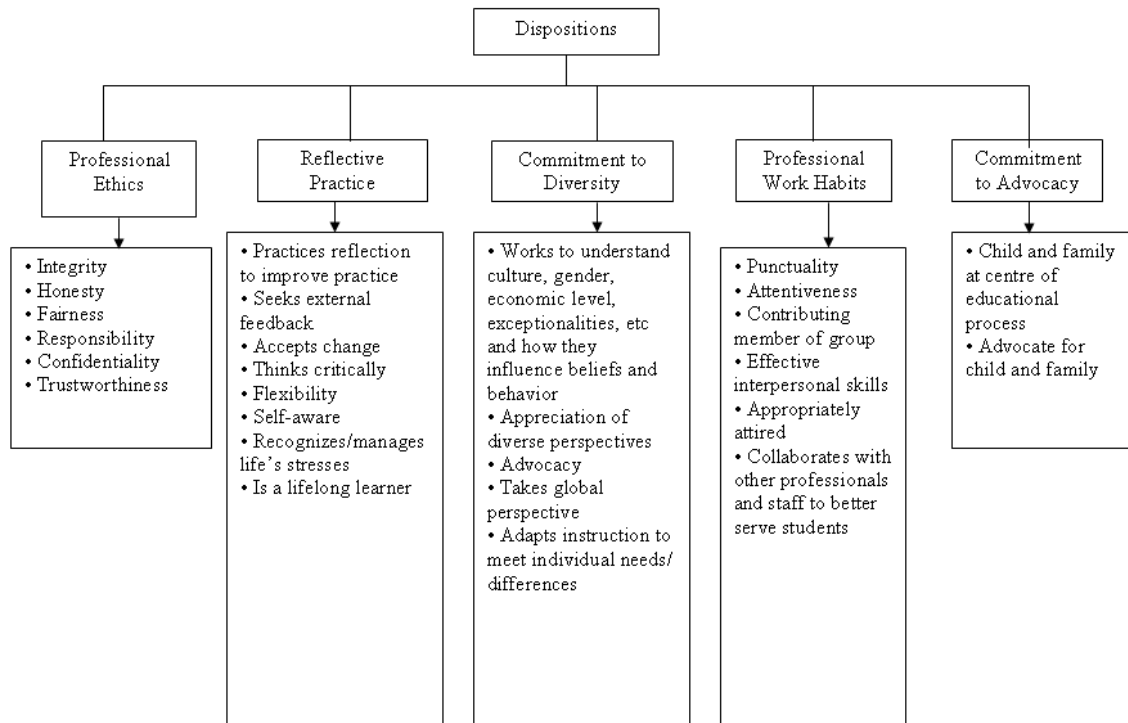 Dispositions
Professional
Ethics
Reflective
Practice
Commitment to
Diversity
Professional
Work Habits
Commitment
to Advocacy
• Integrity
• Honesty
• Fairness
• Responsibility
• Confidentiality
• Trustworthiness
• Practices reflection
to improve practice
• Seeks external
feedback
• Accepts change
• Thinks critically
• Flexibility
• Self-aware
• Recognizes/manages
life's stresses
• Is a lifelong learner
• Works to understand
culture, gender,
economic level,
exceptionalities, etc
and how they
influence beliefs and
behavior
• Appreciation of
diverse perspectives
• Advocacy
• Takes global
perspective
• Adapts instruction to
meet individual needs/
differences
• Punctuality
• Attentiveness
• Contributing
member of group
• Effective
interpersonal skills
• Appropriately
attired
• Collaborates with
other professionals
and staff to better
serve students
• Child and family
at centre of
educational
process
• Advocate for
child and family